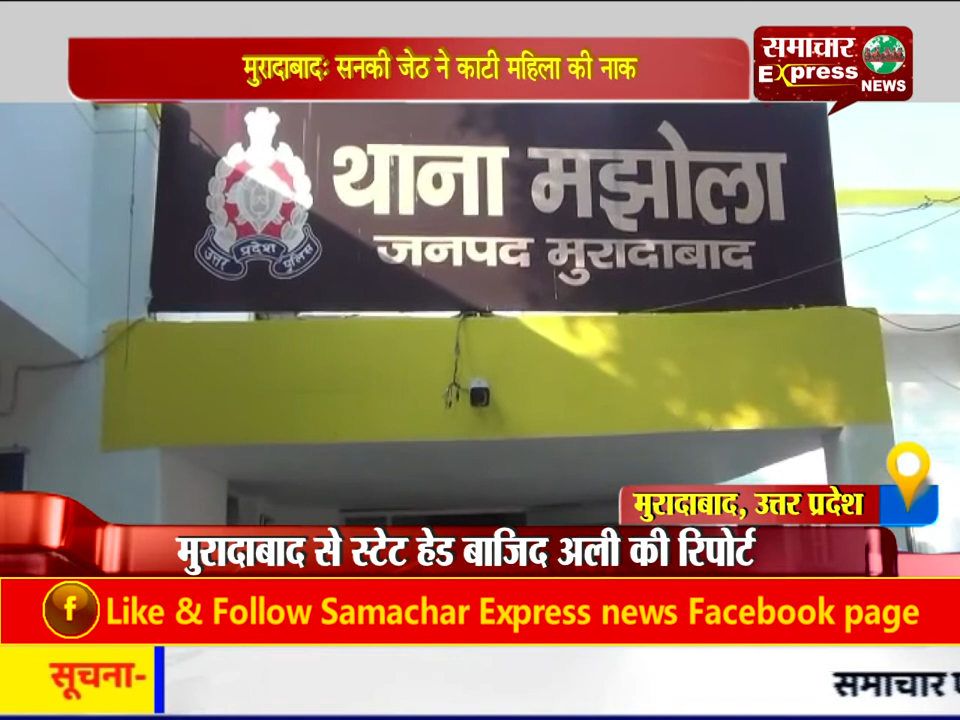 मुरादाबादः सनकी जेठ ने काटी महिला की नाक
समाचार
Express
NEWS
थाना मझोला
जनपद मुरादाबाद
उत्तर प्रदेश पुलिस
मुरादाबाद, उत्तर प्रदेश
मुरादाबाद से स्टेट हेड बाजिद अली की रिपोर्ट
f Like & Follow Samachar Express news Facebook page
सूचना-
समाचार